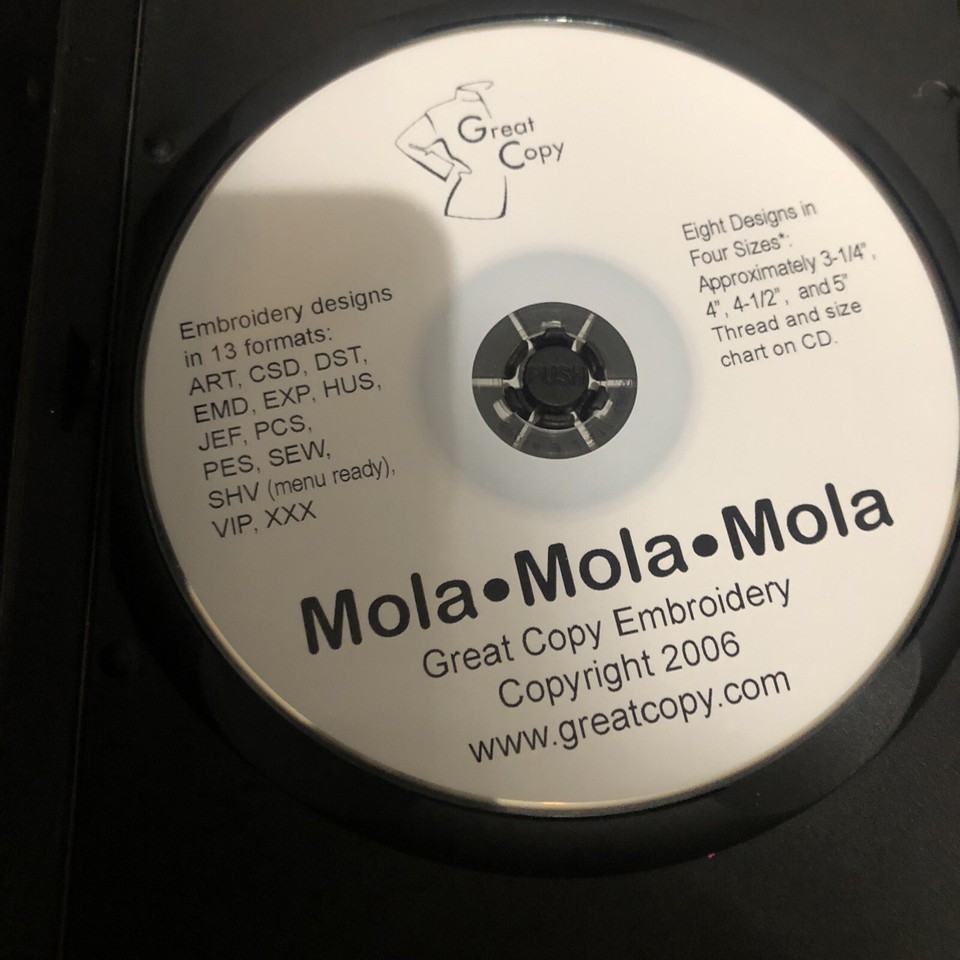 Great
Copy
Eight Designs in
Four Sizes*:
Approximately 3-1/4",
4", 4-1/2", and 5"
Thread and size
chart on CD.
Embroidery designs
in 13 formats:
ART, CSD, DST,
EMD, EXP, HUS,
JEF, PCS,
PES, SEW,
SHV (menu ready),
VIP, XXX
PUSH
Mola•Mola•Mola
Great Copy Embroidery
Copyright 2006
www.greatcopy.com